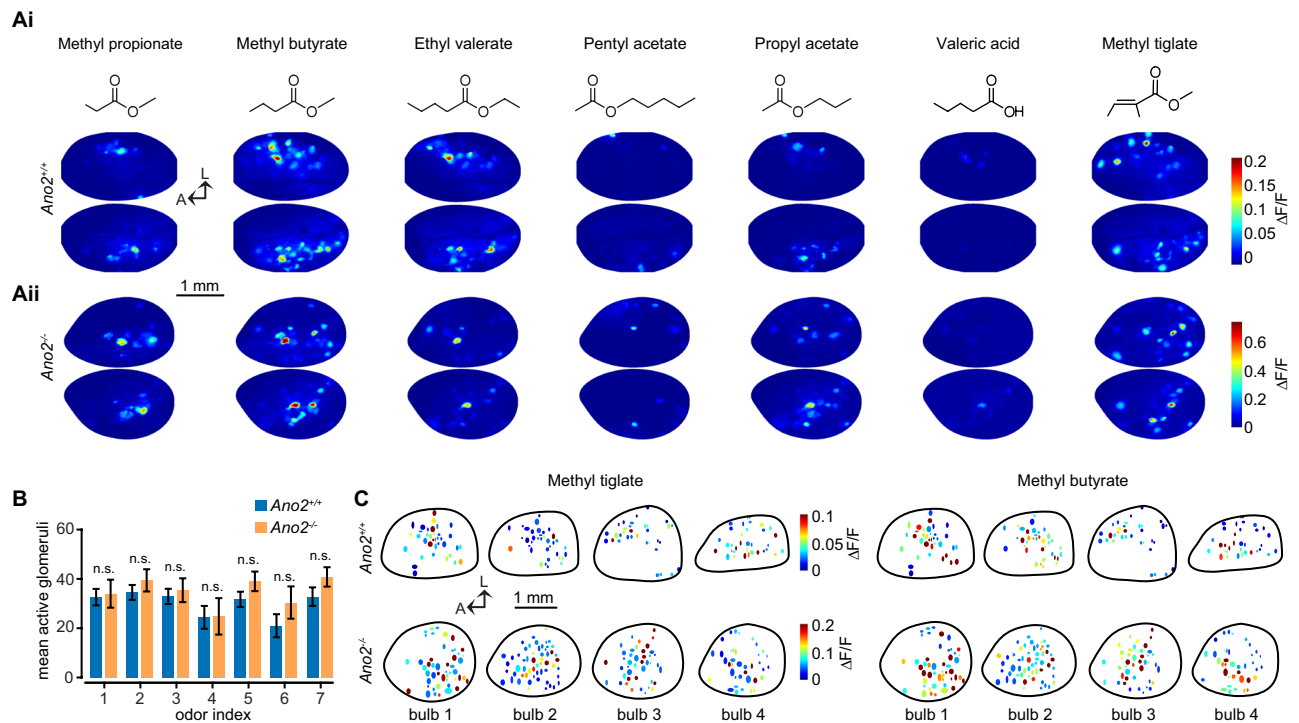 Ai
Methyl propionate Methyl butyrate Ethyl valerate Pentyl acetate Propyl acetate Valeric acid Methyl tiglate
O O O O O O O
O O O O O OH O
Ano2+/+
L
A
0.2
0.15
0.1
0.05
0
ΔF/F
1 mm
Aii
Ano2-/-
0.6
0.4
0.2
0
ΔF/F
B
Ano2+/+
Ano2-/-
mean active glomeruli
60
40
20
0
n.s. n.s. n.s. n.s. n.s. n.s. n.s.
1 2 3 4 5 6 7
odor index
C
Methyl tiglate Methyl butyrate
Ano2+/+
0.1
0.05
0
ΔF/F
Ano2+/+
L
A
1 mm
Ano2-/-
0.2
0.1
0
ΔF/F
Ano2-/-
bulb 1 bulb 2 bulb 3 bulb 4 bulb 1 bulb 2 bulb 3 bulb 4